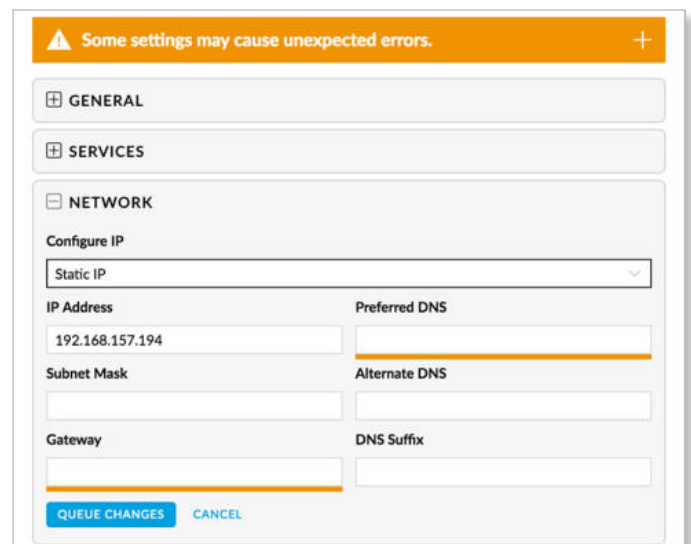 Some settings may cause unexpected errors.
GENERAL
SERVICES
NETWORK
Configure IP
Static IP
IP Address
Preferred DNS
192.168.157.194
Subnet Mask
Alternate DNS
Gateway
DNS Suffix
QUEUE CHANGES
CANCEL